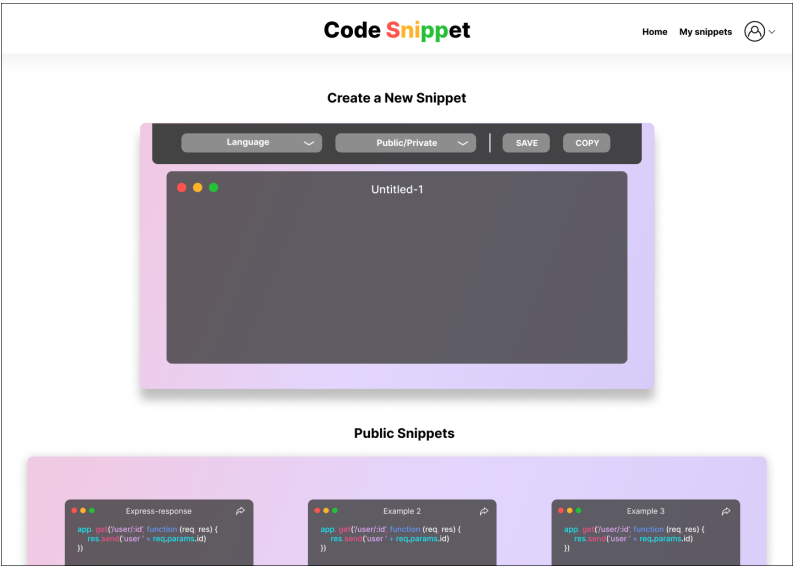 Code Snippet
Home My snippets
Create a New Snippet
Language Public/Private SAVE COPY
Untitled-1
Public Snippets
Express-response
app. get('/user/:id', function (req, res) {
res.send('user ' + req.params.id)
})
Example 2
app. get('/user/:id', function (req, res) {
res.send('user ' + req.params.id)
})
Example 3
app. get('/user/:id', function (req, res) {
res.send('user ' + req.params.id)
})